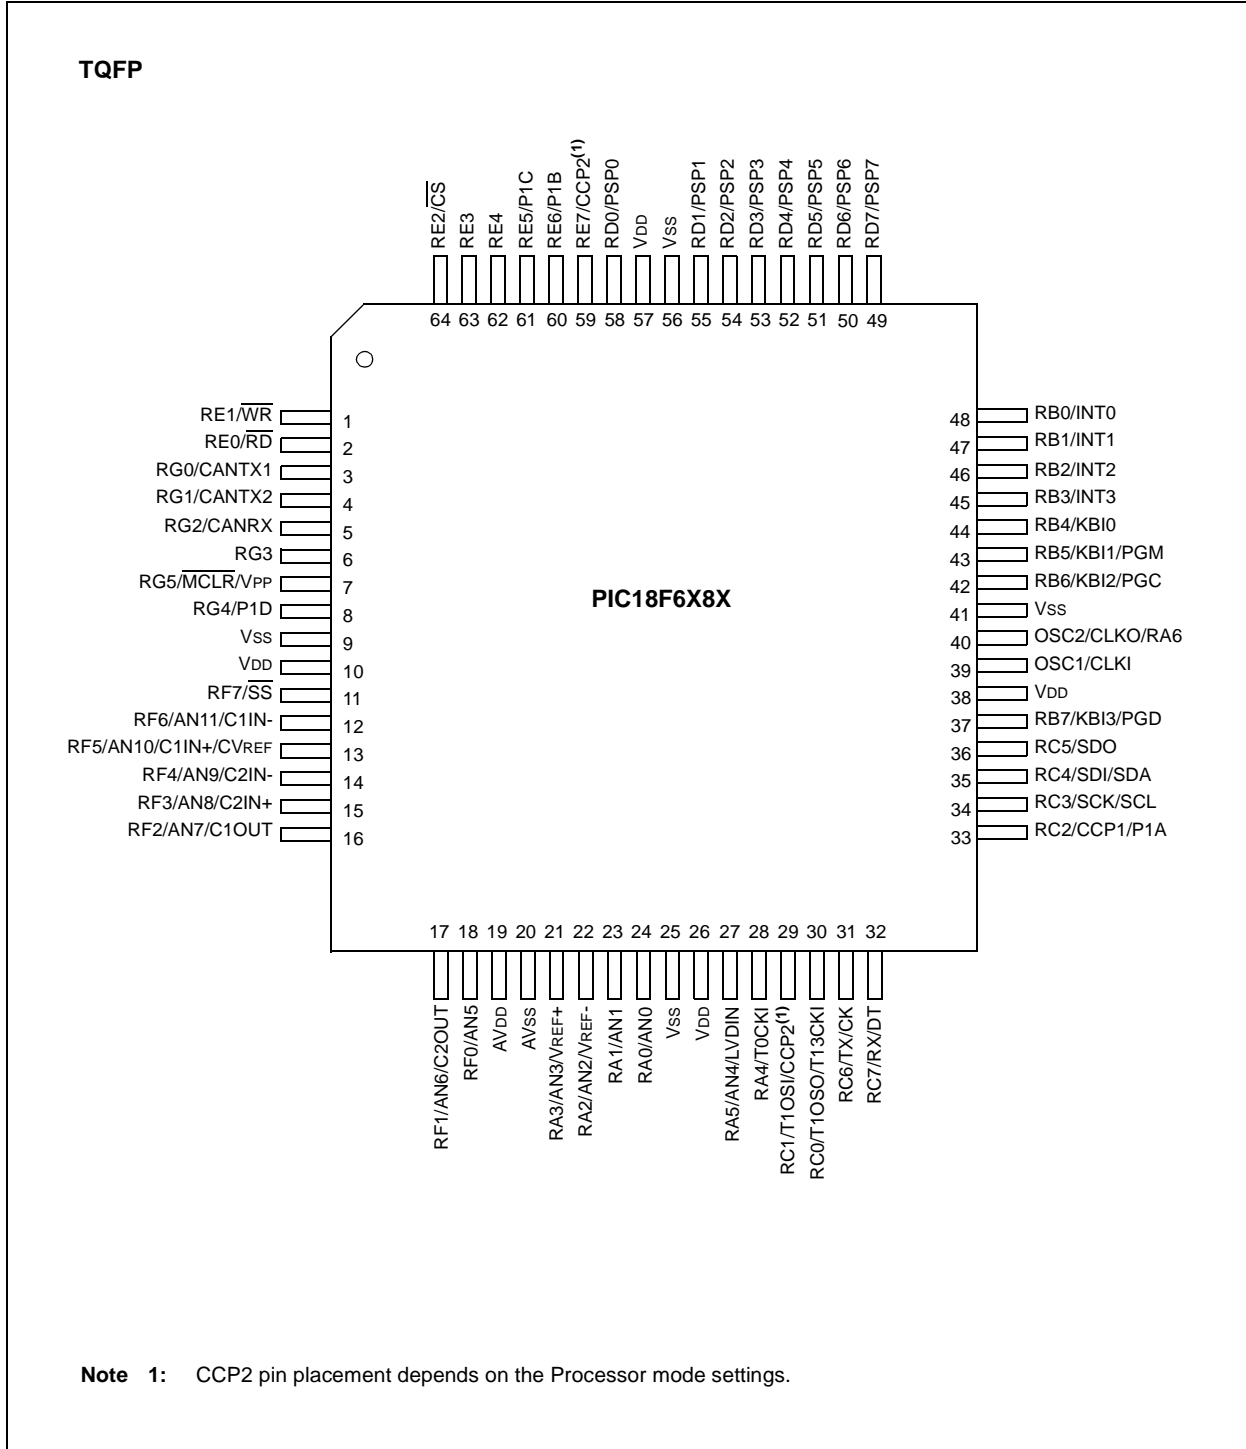 TQFP
RE2/CS
RE3
RE4
RE5/P1C
RE6/P1B
RE7/CCP2(1)
RD0/PSP0
VDD
VSS
RD1/PSP1
RD2/PSP2
RD3/PSP3
RD4/PSP4
RD5/PSP5
RD6/PSP6
RD7/PSP7
64 63 62 61 60 59 58 57 56 55 54 53 52 51 50 49
RE1/WR 1
RE0/RD 2
RG0/CANTX1 3
RG1/CANTX2 4
RG2/CANRX 5
RG3 6
RG5/MCLR/VPP 7
RG4/P1D 8
VSS 9
VDD 10
RF7/SS 11
RF6/AN11/C1IN- 12
RF5/AN10/C1IN+/CVREF 13
RF4/AN9/C2IN- 14
RF3/AN8/C2IN+ 15
RF2/AN7/C1OUT 16
PIC18F6X8X
48 RB0/INT0
47 RB1/INT1
46 RB2/INT2
45 RB3/INT3
44 RB4/KBI0
43 RB5/KBI1/PGM
42 RB6/KBI2/PGC
41 VSS
40 OSC2/CLKO/RA6
39 OSC1/CLKI
38 VDD
37 RB7/KBI3/PGD
36 RC5/SDO
35 RC4/SDI/SDA
34 RC3/SCK/SCL
33 RC2/CCP1/P1A
17 18 19 20 21 22 23 24 25 26 27 28 29 30 31 32
RF1/AN6/C2OUT
RF0/AN5
AVDD
AVSS
RA3/AN3/VREF+
RA2/AN2/VREF-
RA1/AN1
RA0/AN0
VSS
VDD
RA5/AN4/LVDIN
RA4/T0CKI
RC1/T1OSI/CCP2(1)
RC0/T1OSO/T13CKI
RC6/TX/CK
RC7/RX/DT
Note 1: CCP2 pin placement depends on the Processor mode settings.